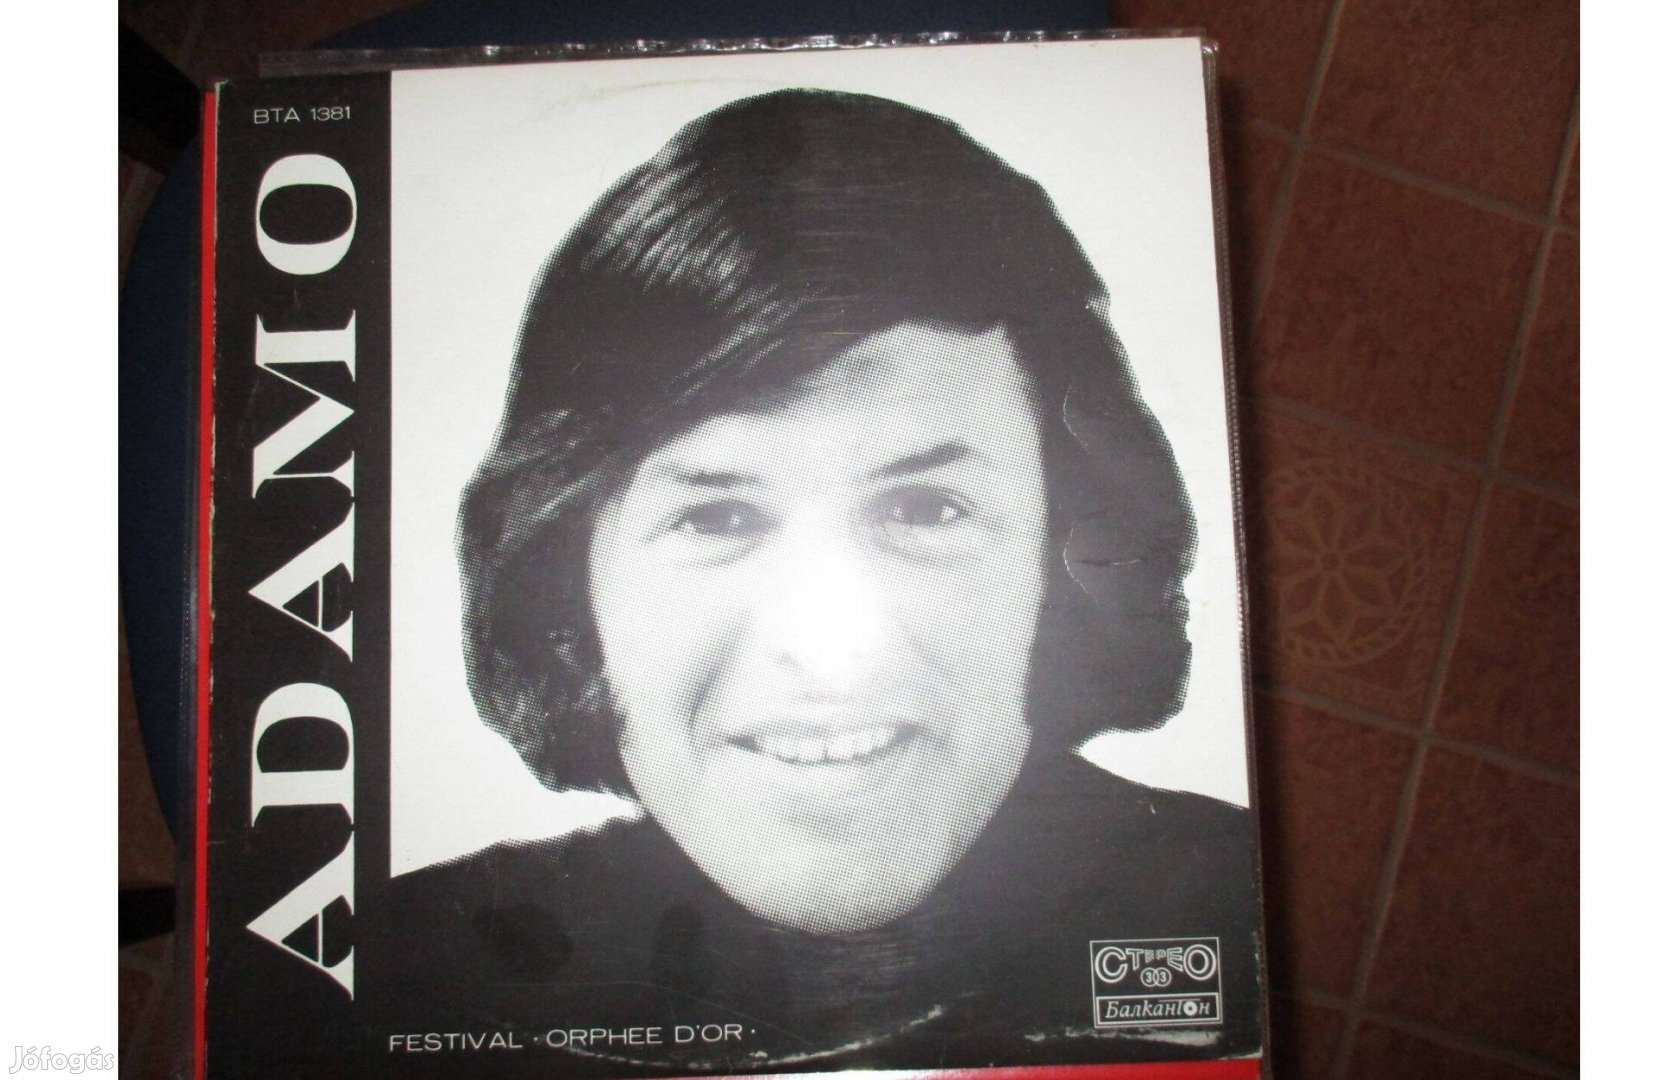 BTA 1381
ADAMO
СТЕРЕО
33
Балкантон
FESTIVAL · ORPHEE D'OR ·
Jófogás